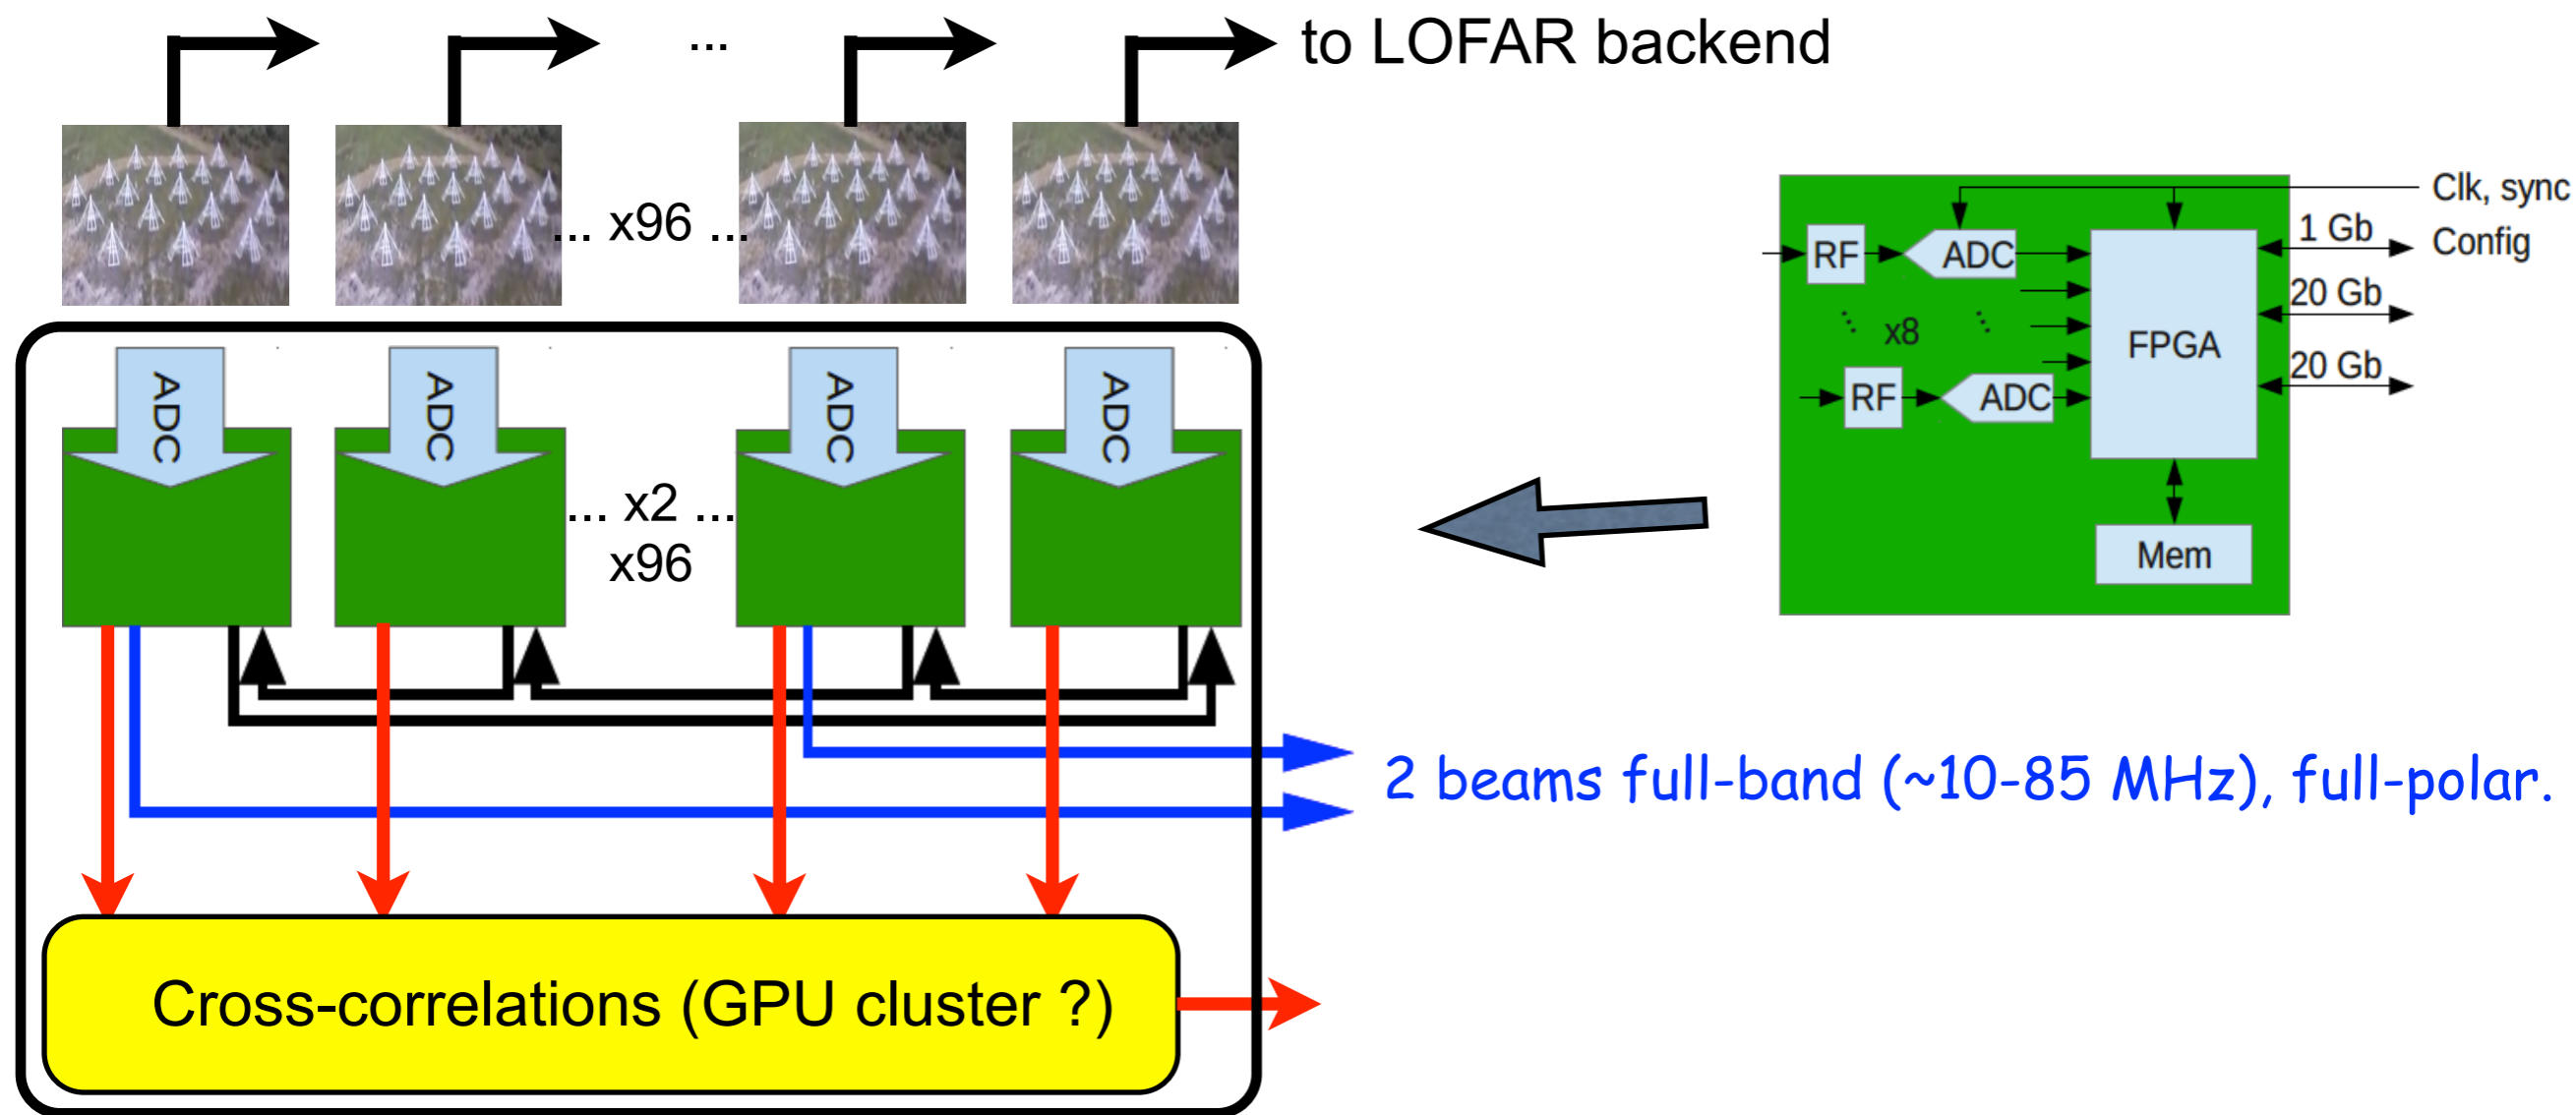 ... to LOFAR backend
... x96 ...
ADC ADC ADC ADC
... x2 ...
x96
Cross-correlations (GPU cluster ?)
2 beams full-band (~10-85 MHz), full-polar.
Clk, sync
RF ADC
1 Gb Config
20 Gb
x8
FPGA
20 Gb
RF ADC
Mem